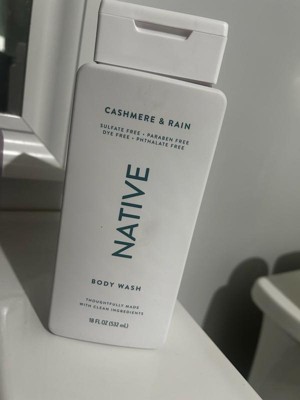 CASHMERE & RAIN
SULFATE FREE • PARABEN FREE
DYE FREE • PHTHALATE FREE
NATIVE
BODY WASH
THOUGHTFULLY MADE
WITH CLEAN INGREDIENTS
18 FL OZ (532 mL)